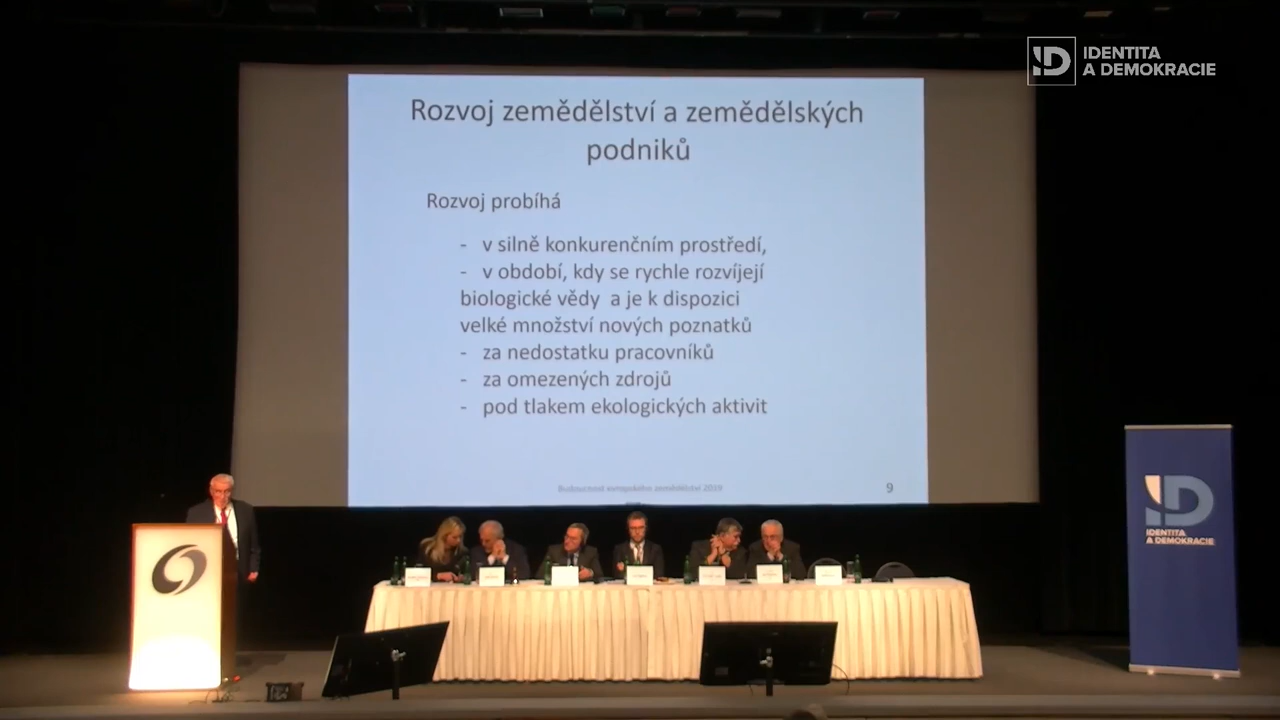 IDENTITA
A DEMOKRACIE
Rozvoj zemědělství a zemědělských
podniků
Rozvoj probíhá
- v silně konkurenčním prostředí,
- v období, kdy se rychle rozvíjejí
biologické vědy a je k dispozici
velké množství nových poznatků
- za nedostatku pracovníků
- za omezených zdrojů
- pod tlakem ekologických aktivit
Budoucnost evropského zemědělství 2019
9
ID
IDENTITA
A DEMOKRACIE